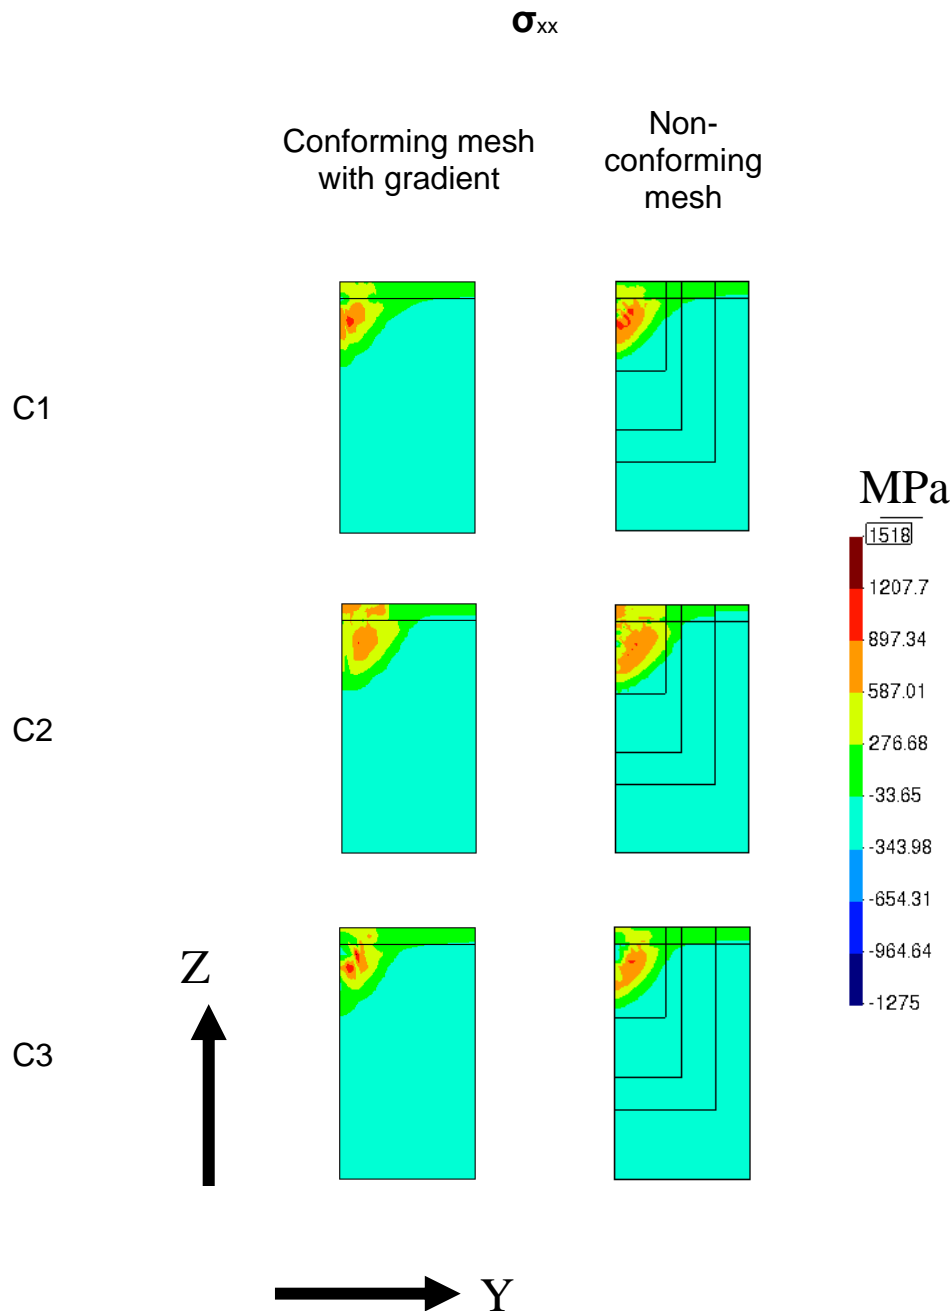 σxx
Conforming mesh
with gradient
Non-
conforming
mesh
C1
C2
C3
MPa
1518
1207.7
897.34
587.01
276.68
-33.65
-343.98
-654.31
-964.64
-1275
Z
Y